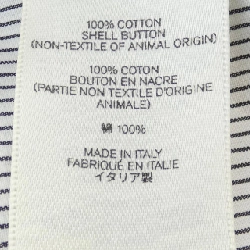 100% COTTON
SHELL BUTTON
(NON-TEXTILE OF ANIMAL ORIGIN)
100% COTON
BOUTON EN NACRE
(PARTIE NON TEXTILE D'ORIGINE
ANIMALE)
綿 100%
MADE IN ITALY
FABRIQUÉ EN ITALIE
イタリア製